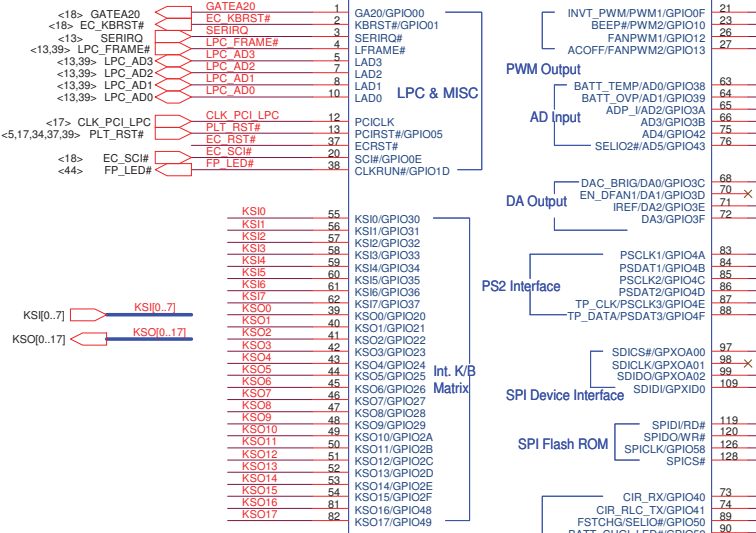 <18> GATEA20 GATEA20 1 GA20/GPIO00
<18> EC_KBRST# EC_KBRST# 2 KBRST#/GPIO01
<13> SERIRQ SERIRQ 3 SERIRQ#
<13,39> LPC_FRAME# LPC_FRAME# 4 LFRAME#
<13,39> LPC_AD3 LPC_AD3 5 LAD3
<13,39> LPC_AD2 LPC_AD2 7 LAD2
<13,39> LPC_AD1 LPC_AD1 8 LAD1
<13,39> LPC_AD0 LPC_AD0 10 LAD0
LPC & MISC
<17> CLK_PCI_LPC CLK_PCI_LPC 12 PCICLK
<5,17,34,37,39> PLT_RST# PLT_RST# 13 PCIRST#/GPIO05
EC_RST# 37 ECRST#
<18> EC_SCI# EC_SCI# 20 SCI#/GPIO0E
<44> FP_LED# FP_LED# 38 CLKRUN#/GPIO1D
KSI0 55 KSI0/GPIO30
KSI1 56 KSI1/GPIO31
KSI2 57 KSI2/GPIO32
KSI3 58 KSI3/GPIO33
KSI4 59 KSI4/GPIO34
KSI5 60 KSI5/GPIO35
KSI6 61 KSI6/GPIO36
KSI7 62 KSI7/GPIO37
KSI[0..7] KSI[0..7]
KSO[0..17] KSO[0..17]
KSO0 39 KSO0/GPIO20
KSO1 40 KSO1/GPIO21
KSO2 41 KSO2/GPIO22
KSO3 42 KSO3/GPIO23
KSO4 43 KSO4/GPIO24
KSO5 44 KSO5/GPIO25
KSO6 45 KSO6/GPIO26
KSO7 46 KSO7/GPIO27
KSO8 47 KSO8/GPIO28
KSO9 48 KSO9/GPIO29
KSO10 49 KSO10/GPIO2A
KSO11 50 KSO11/GPIO2B
KSO12 51 KSO12/GPIO2C
KSO13 52 KSO13/GPIO2D
KSO14 53 KSO14/GPIO2E
KSO15 54 KSO15/GPIO2F
KSO16 81 KSO16/GPIO48
KSO17 82 KSO17/GPIO49
Int. K/B
Matrix
INVT_PWM/PWM1/GPIO0F 21
BEEP#/PWM2/GPIO10 23
FANPWM1/GPIO12 26
ACOFF/FANPWM2/GPIO13 27
PWM Output
BATT_TEMP/AD0/GPIO38 63
BATT_OVP/AD1/GPIO39 64
ADP_I/AD2/GPIO3A 65
AD3/GPIO3B 66
AD4/GPIO42 75
SELIO2#/AD5/GPIO43 76
AD Input
DAC_BRIG/DA0/GPIO3C 68
EN_DFAN1/DA1/GPIO3D 70
IREF/DA2/GPIO3E 71
DA3/GPIO3F 72
DA Output
PSCLK1/GPIO4A 83
PSDAT1/GPIO4B 84
PSCLK2/GPIO4C 85
PSDAT2/GPIO4D 86
TP_CLK/PSCLK3/GPIO4E 87
TP_DATA/PSDAT3/GPIO4F 88
PS2 Interface
SDICS#/GPXOA00 97
SDICLK/GPXOA01 98
SDIDO/GPXOA02 99
SDIDI/GPXID0 109
SPI Device Interface
SPIDI/RD# 119
SPIDO/WR# 120
SPICLK/GPIO58 126
SPICS# 128
SPI Flash ROM
CIR_RX/GPIO40 73
CIR_RLC_TX/GPIO41 74
FSTCHG/SELIO#/GPIO50 89
90